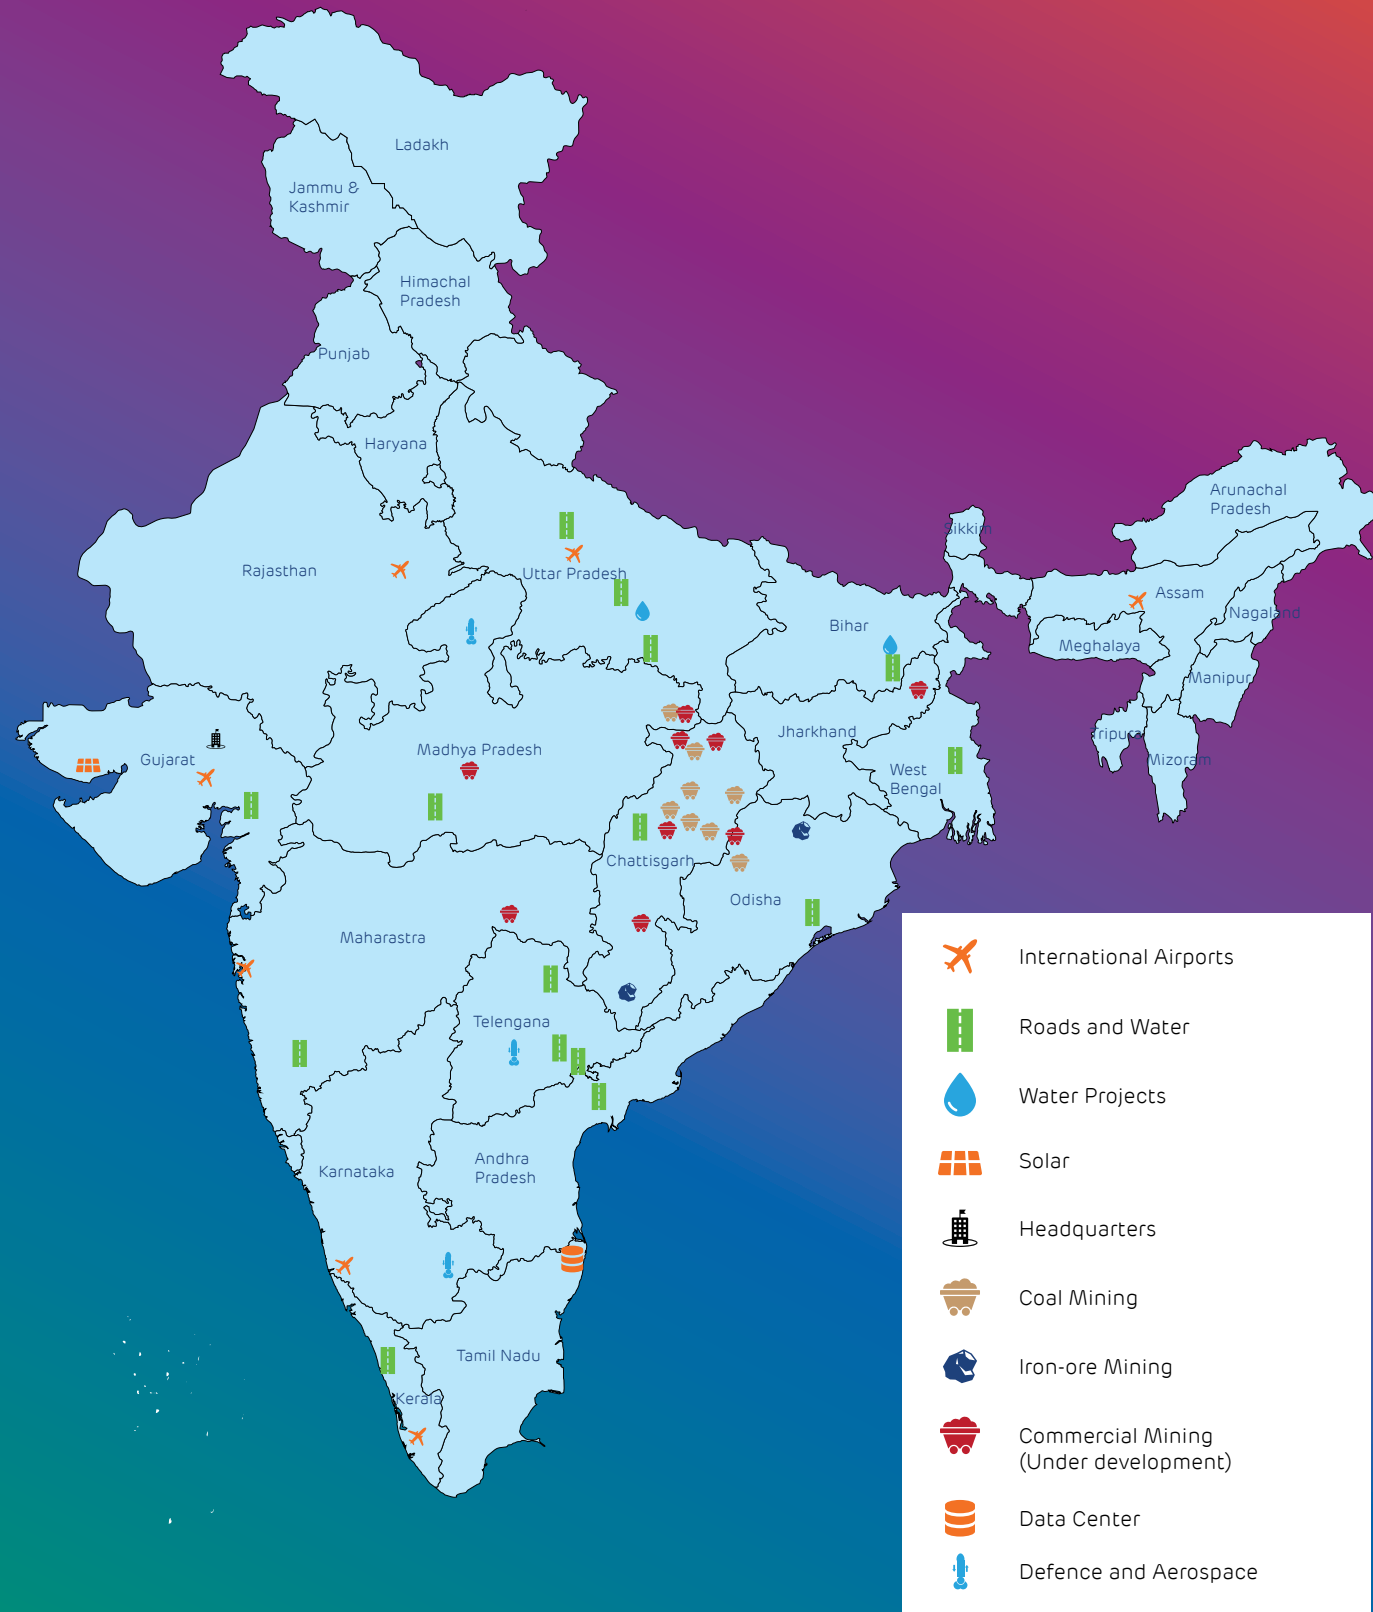 Ladakh
Jammu &
Kashmir
Himachal
Pradesh
Punjab
Haryana
Arunachal
Pradesh
Sikkim
Rajasthan
Uttar Pradesh
Assam
Nagaland
Bihar
Meghalaya
Manipur
Jharkhand
Tripura
Madhya Pradesh
Gujarat
Mizoram
West
Bengal
Chattisgarh
Odisha
Maharastra
Telengana
Karnataka
Andhra
Pradesh
Tamil Nadu
Kerala
International Airports
Roads and Water
Water Projects
Solar
Headquarters
Coal Mining
Iron-ore Mining
Commercial Mining
(Under development)
Data Center
Defence and Aerospace